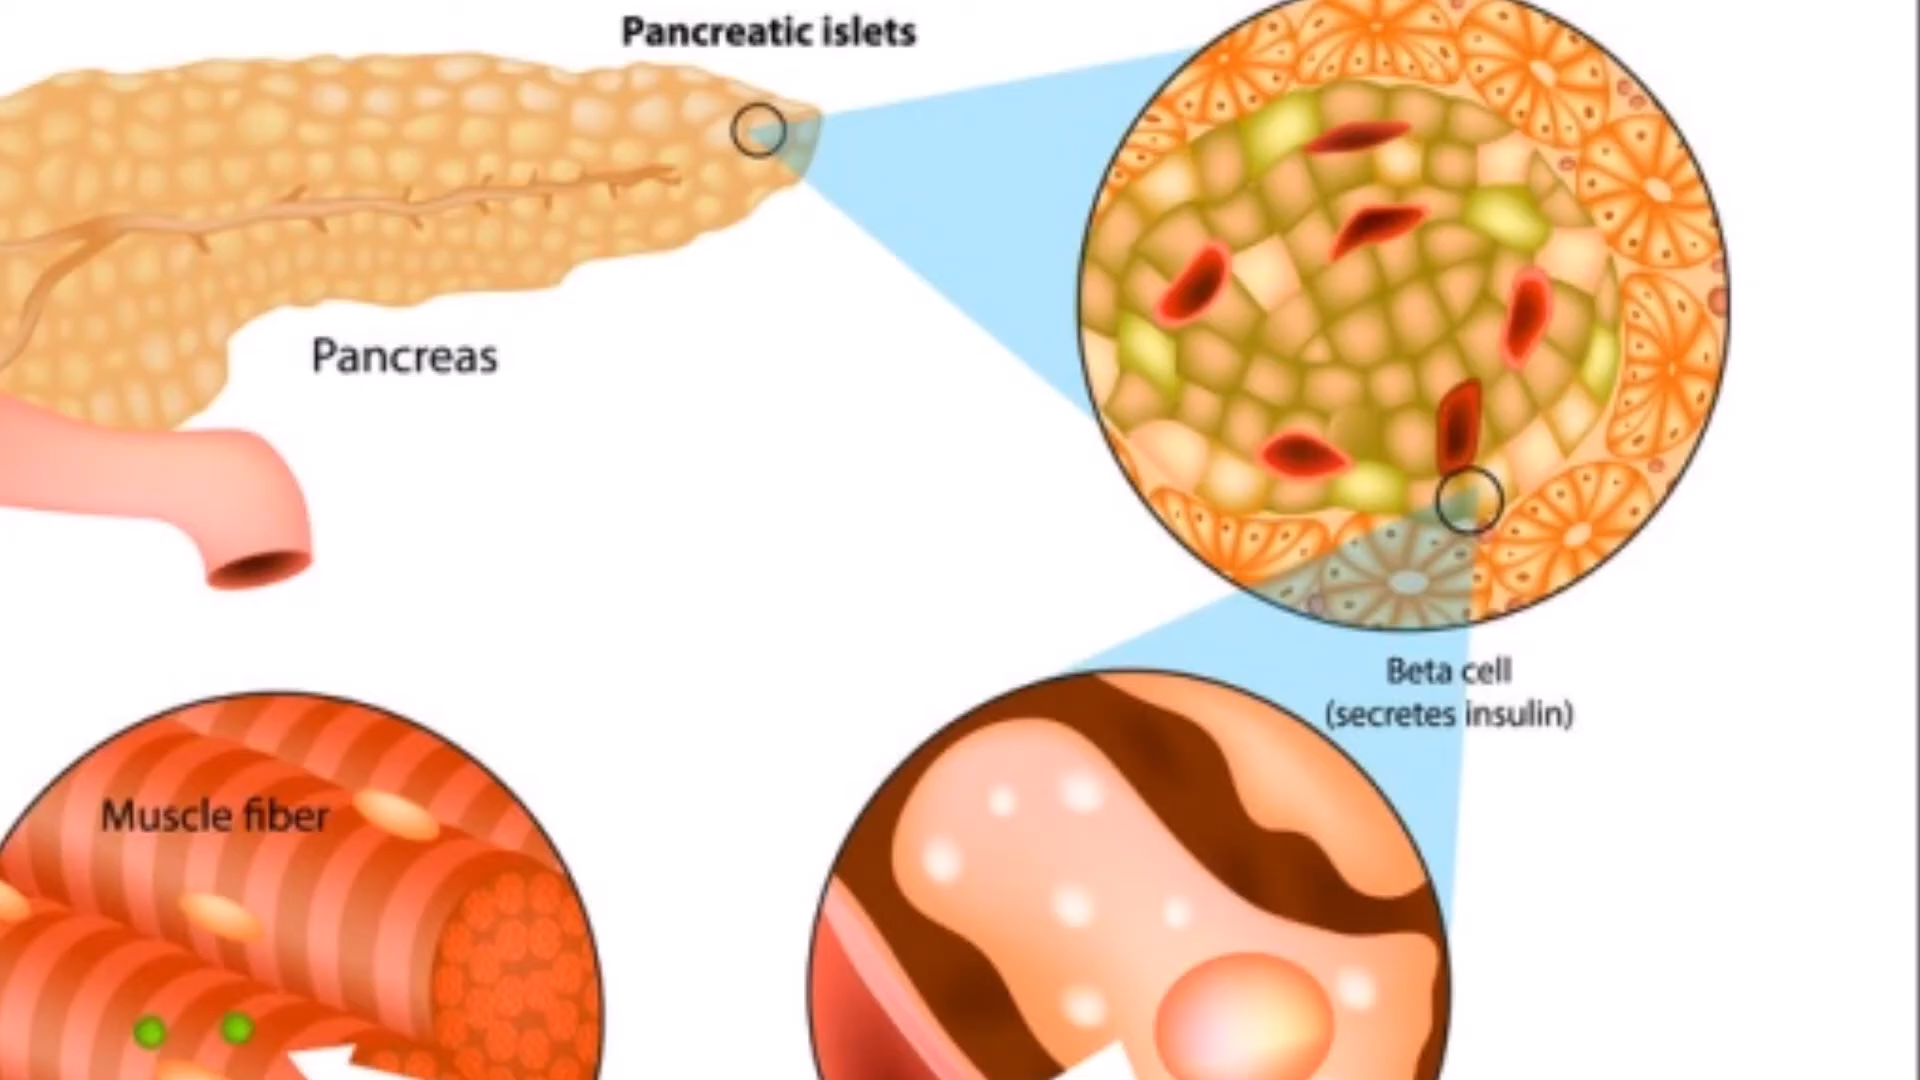 Pancreatic islets
Pancreas
Beta cell
(secretes insulin)
Muscle fiber